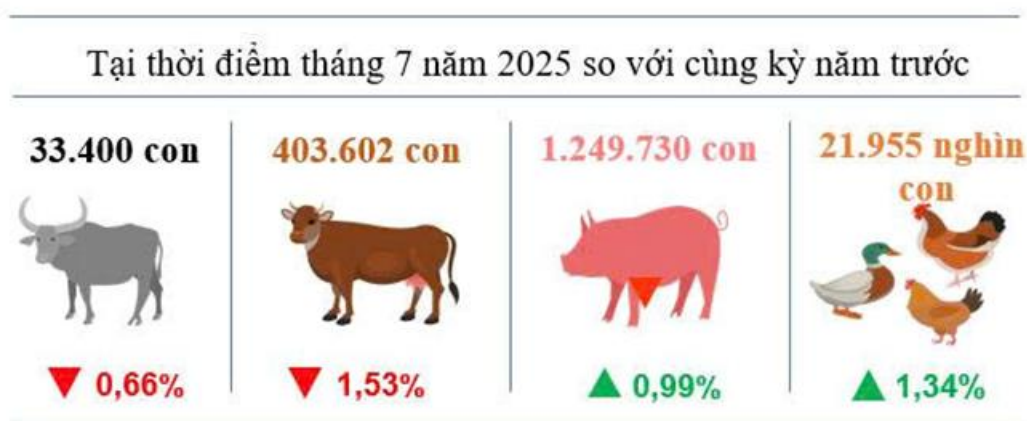 Tại thời điểm tháng 7 năm 2025 so với cùng kỳ năm trước
33.400 con
403.602 con
1.249.730 con
21.955 nghìn
con
0,66%
1,53%
0,99%
1,34%